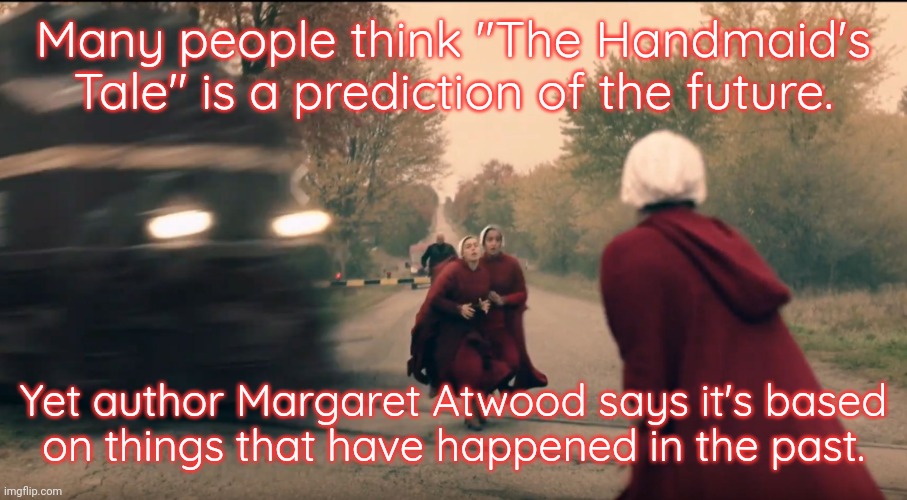 Many people think "The Handmaid's
Tale" is a prediction of the future.
Yet author Margaret Atwood says it's based
on things that have happened in the past.
imgflip.com